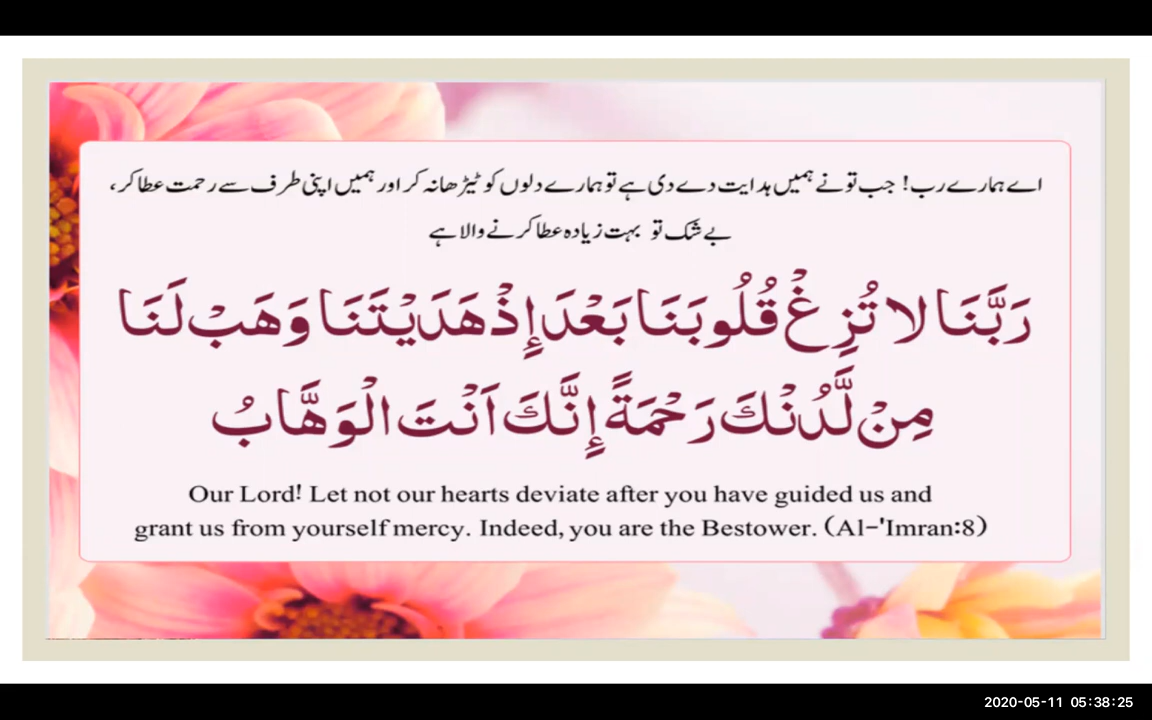 اے ہمارے رب! جب تو نے ہمیں ہدایت دے دی ہے تو ہمارے دلوں کو ٹیڑھا نہ کر اور ہمیں اپنی طرف سے رحمت عطا کر،
بے شک تو بہت زیادہ عطا کرنے والا ہے
رَبَّنَا لا تُزِغْ قُلُوبَنَا بَعْدَ إِذْ هَدَيْتَنَا وَهَبْ لَنَا
مِنْ لَّدُنْكَ رَحْمَةً إِنَّكَ اَنْتَ الْوَهَّابُ
Our Lord! Let not our hearts deviate after you have guided us and
grant us from yourself mercy. Indeed, you are the Bestower. (Al-'Imran:8)
2020-05-11 05:38:25